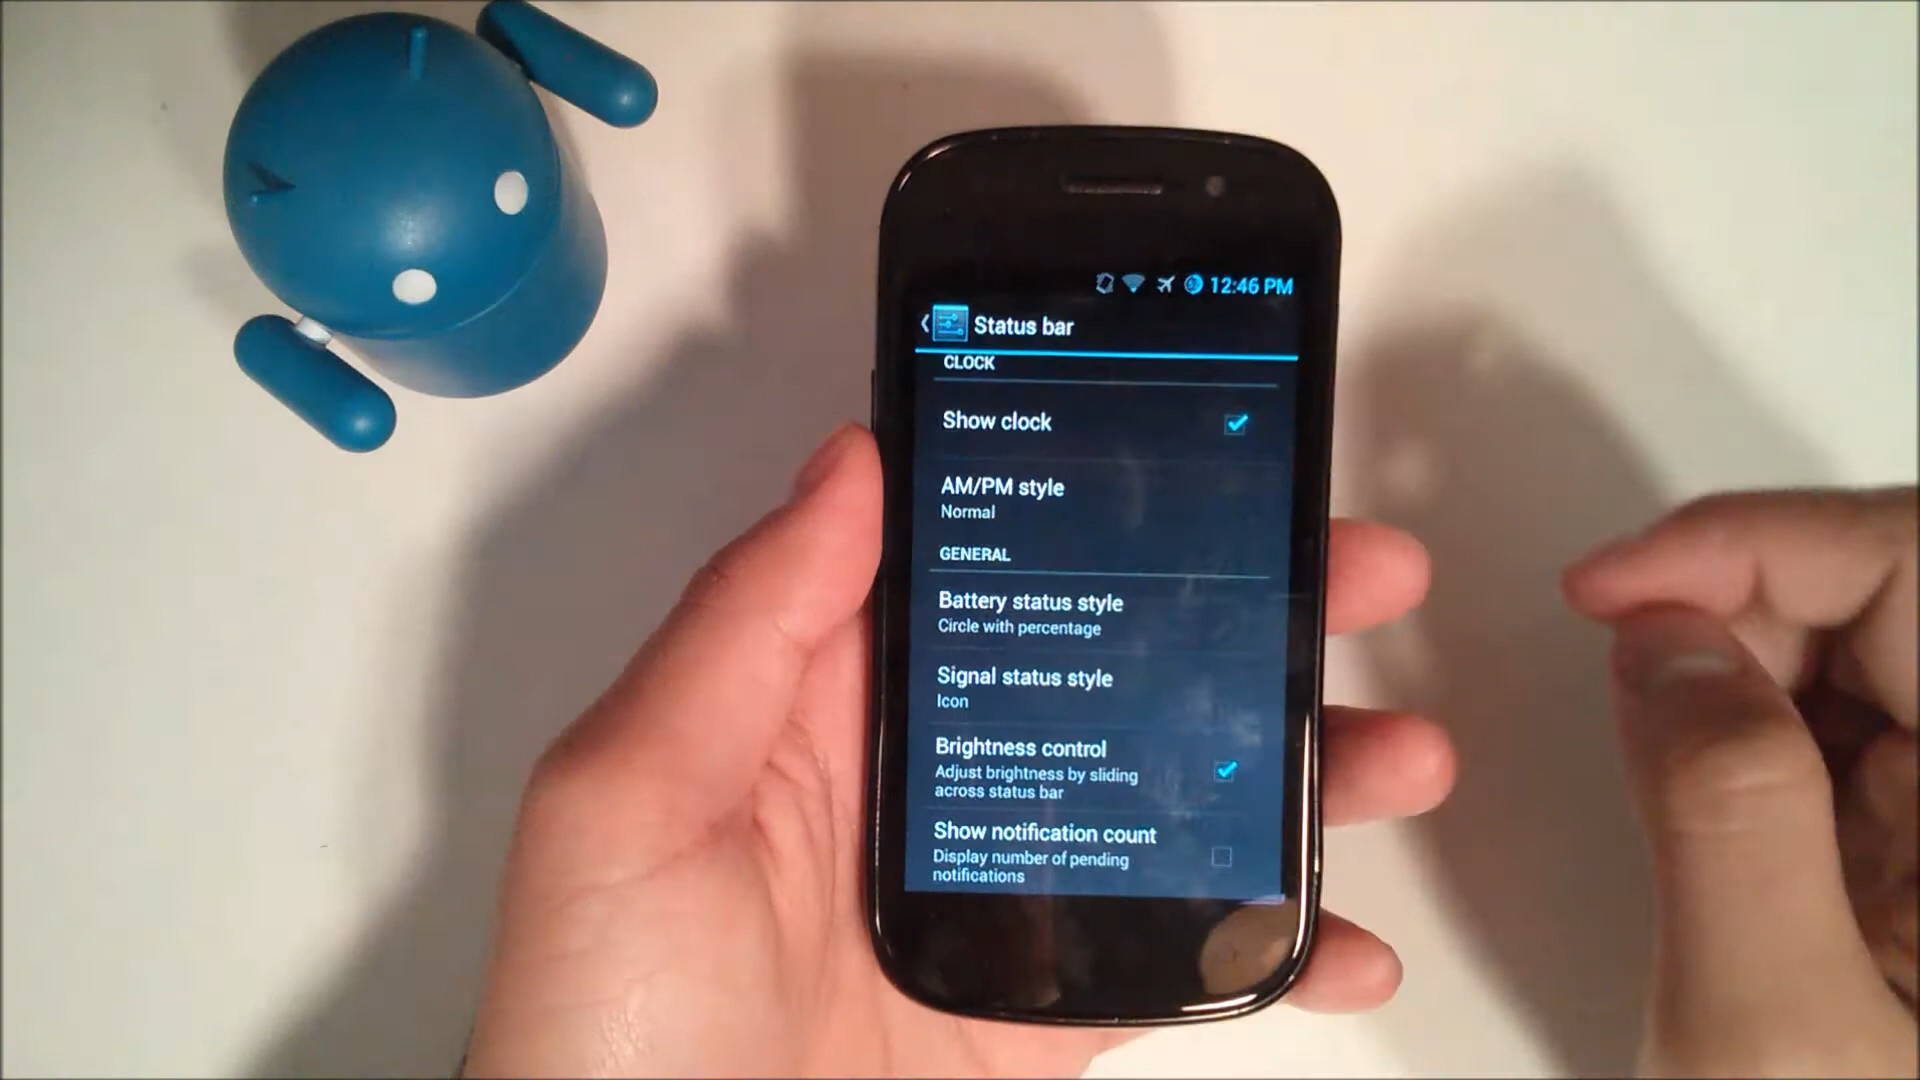 12:46 PM
Status bar
CLOCK
Show clock
AM/PM style
Normal
GENERAL
Battery status style
Circle with percentage
Signal status style
Icon
Brightness control
Adjust brightness by sliding
across status bar
Show notification count
Display number of pending
notifications